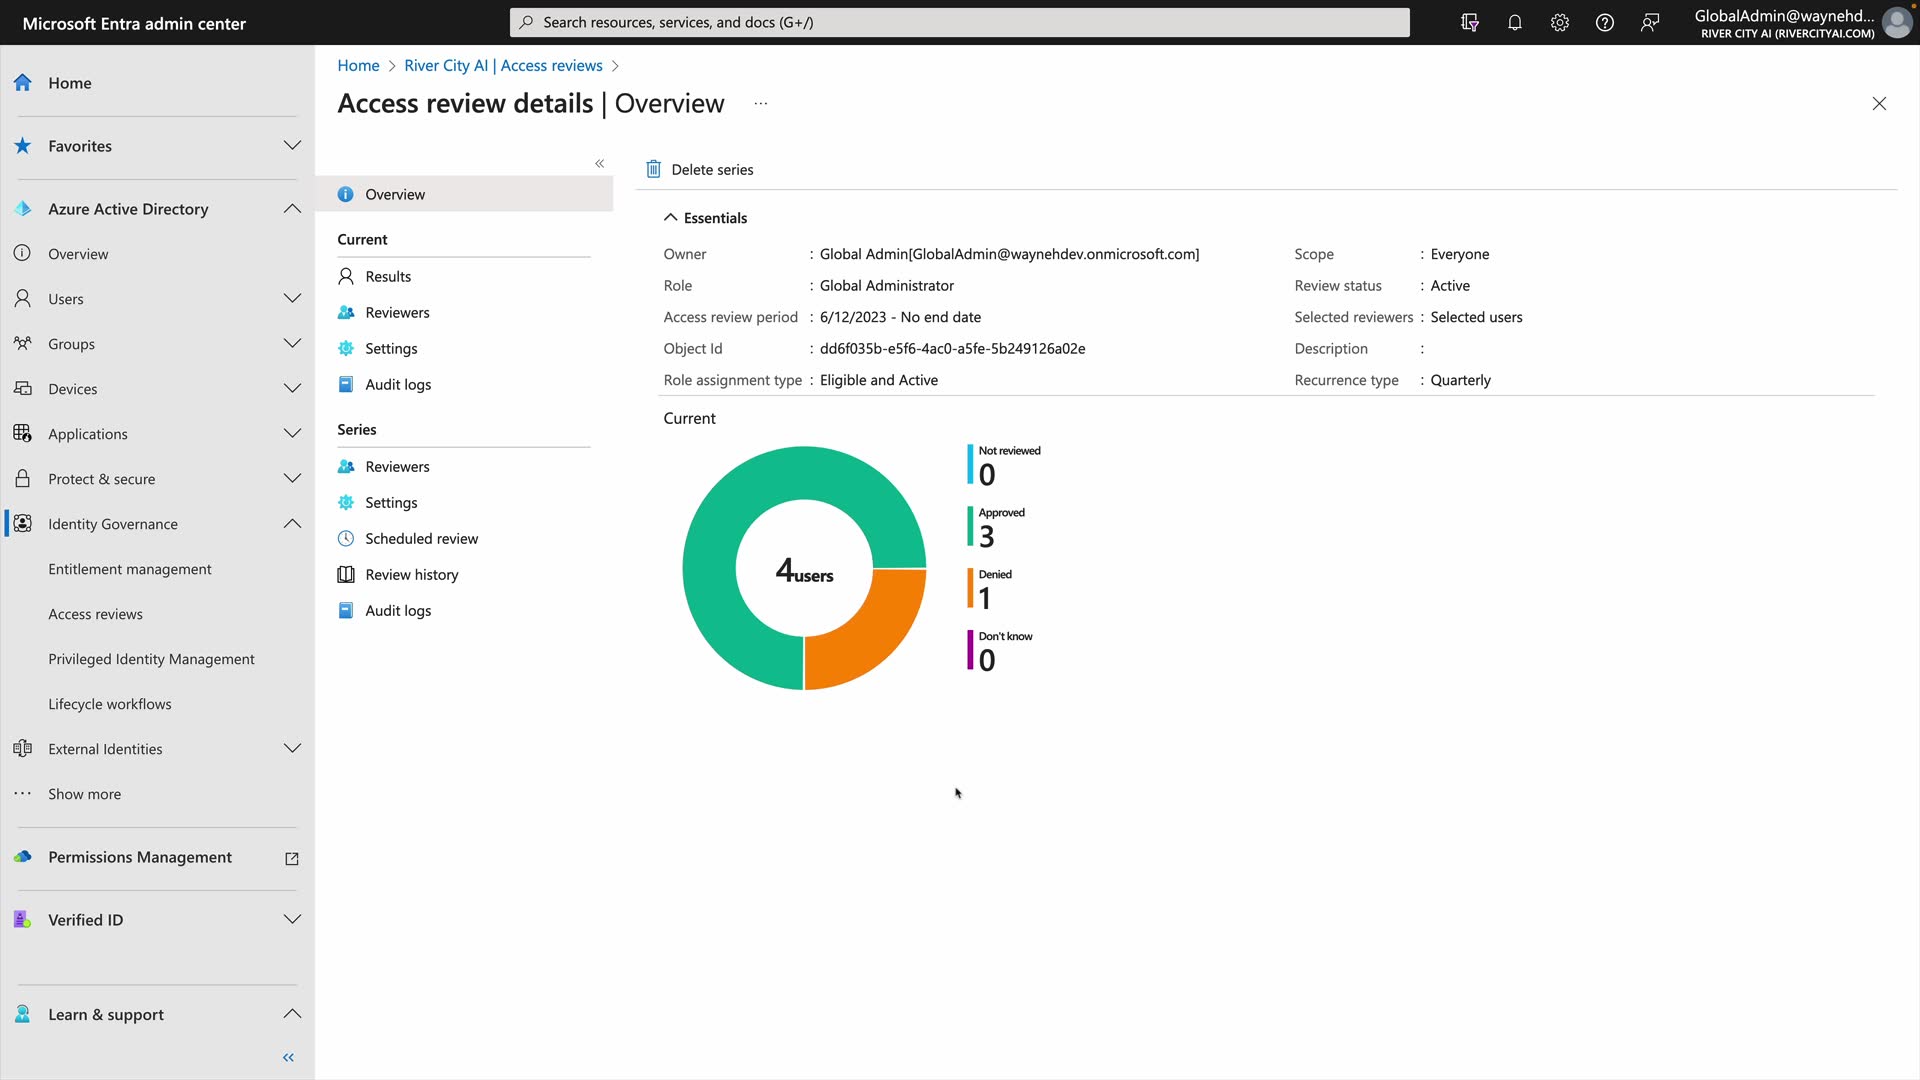 Microsoft Entra admin center
Search resources, services, and docs (G+/)
GlobalAdmin@waynehd...
RIVER CITY AI (RIVERCITYAI.COM)
Home
Favorites
Azure Active Directory
Overview
Users
Groups
Devices
Applications
Protect & secure
Identity Governance
Entitlement management
Access reviews
Privileged Identity Management
Lifecycle workflows
External Identities
Show more
Permissions Management
Verified ID
Learn & support
Home > River City AI | Access reviews >
Access review details | Overview ...
Overview
Current
Results
Reviewers
Settings
Audit logs
Series
Reviewers
Settings
Scheduled review
Review history
Audit logs
Delete series
Essentials
Owner : Global Admin[GlobalAdmin@waynehdev.onmicrosoft.com]
Role : Global Administrator
Access review period : 6/12/2023 - No end date
Object Id : dd6f035b-e5f6-4ac0-a5fe-5b249126a02e
Role assignment type : Eligible and Active
Scope : Everyone
Review status : Active
Selected reviewers : Selected users
Description :
Recurrence type : Quarterly
Current
4users
Not reviewed
0
Approved
3
Denied
1
Don't know
0